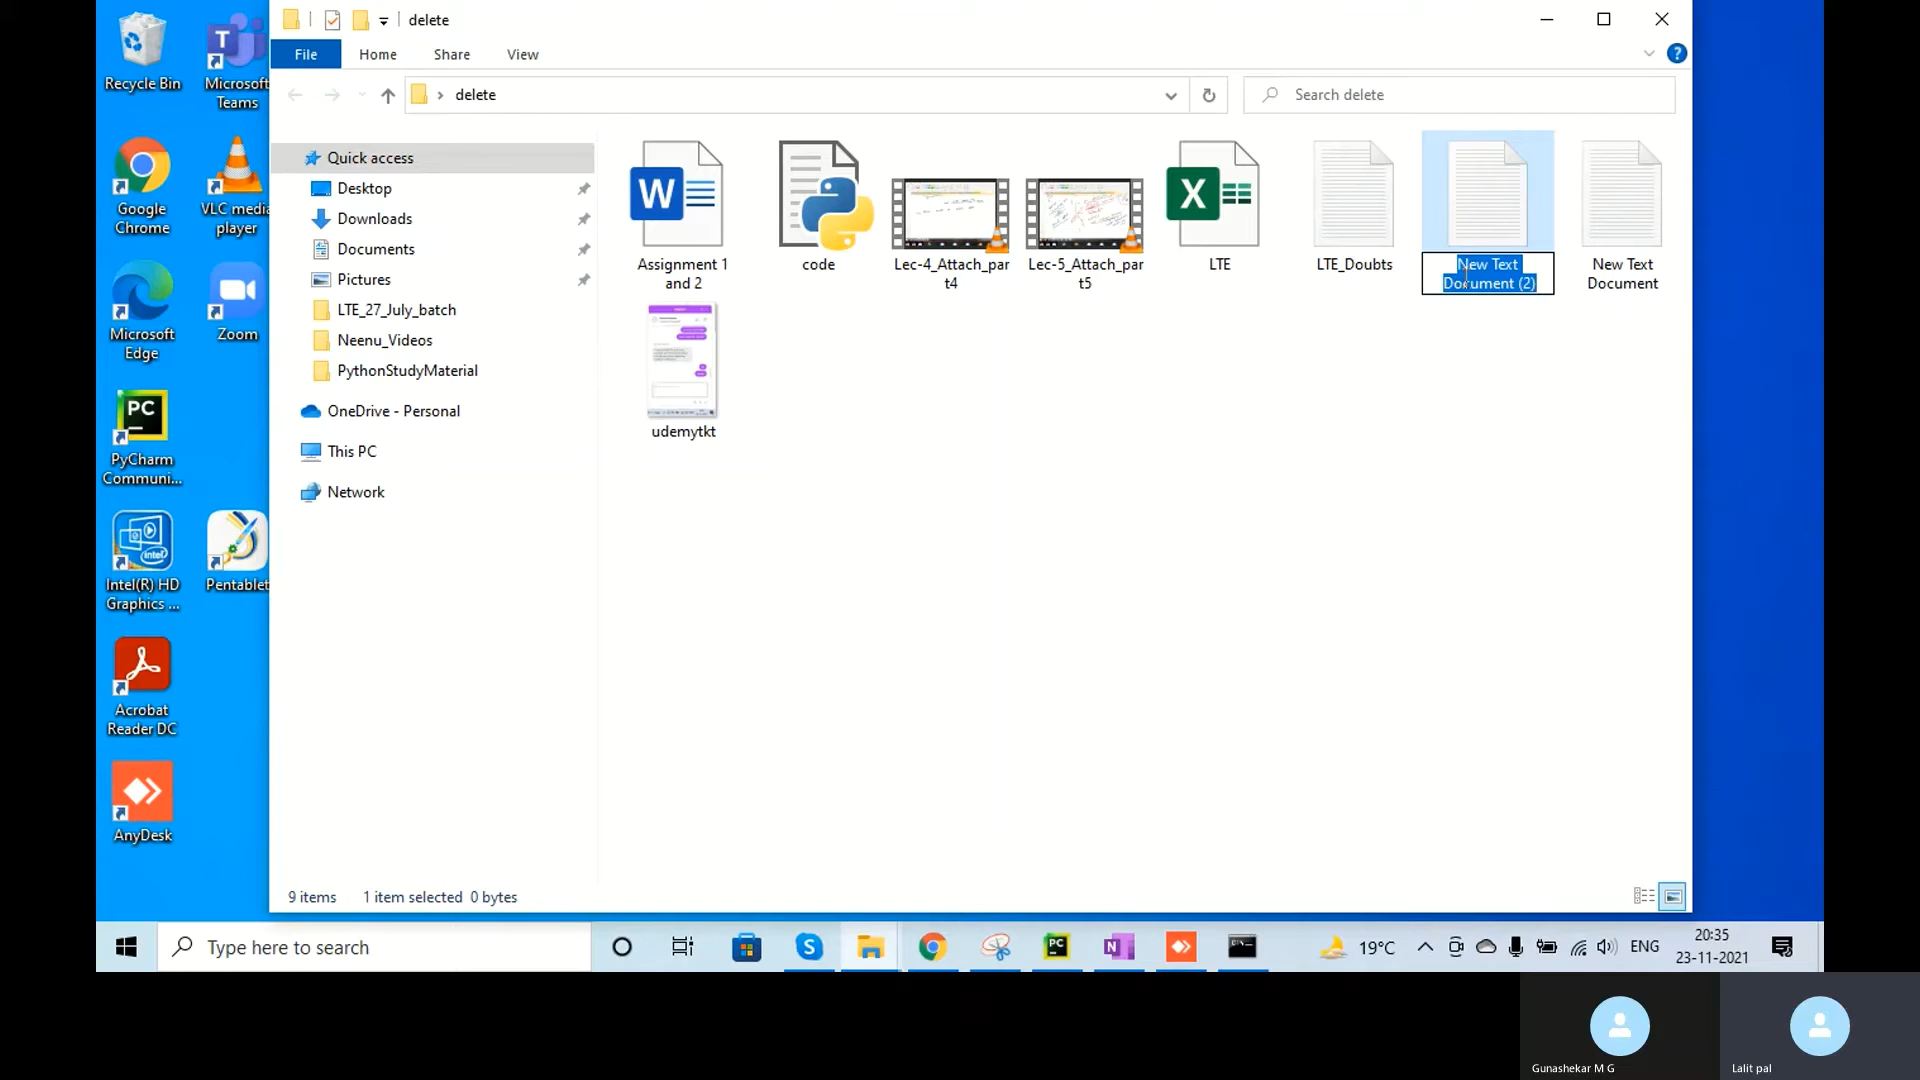 delete
File
Home
Share
View
delete
Search delete
Recycle Bin
Microsoft
Teams
Google
Chrome
VLC media
player
Microsoft
Edge
Zoom
PyCharm
Communi...
Intel(R) HD
Graphics ...
Pentablet
Acrobat
Reader DC
AnyDesk
Quick access
Desktop
Downloads
Documents
Pictures
LTE_27_July_batch
Neenu_Videos
PythonStudyMaterial
OneDrive - Personal
This PC
Network
Assignment 1
and 2
code
Lec-4_Attach_par
t4
Lec-5_Attach_par
t5
LTE
LTE_Doubts
New Text
Document (2)
New Text
Document
udemytkt
9 items
1 item selected 0 bytes
Type here to search
19°C
ENG
20:35
23-11-2021
Gunashekar M G
Lalit pal